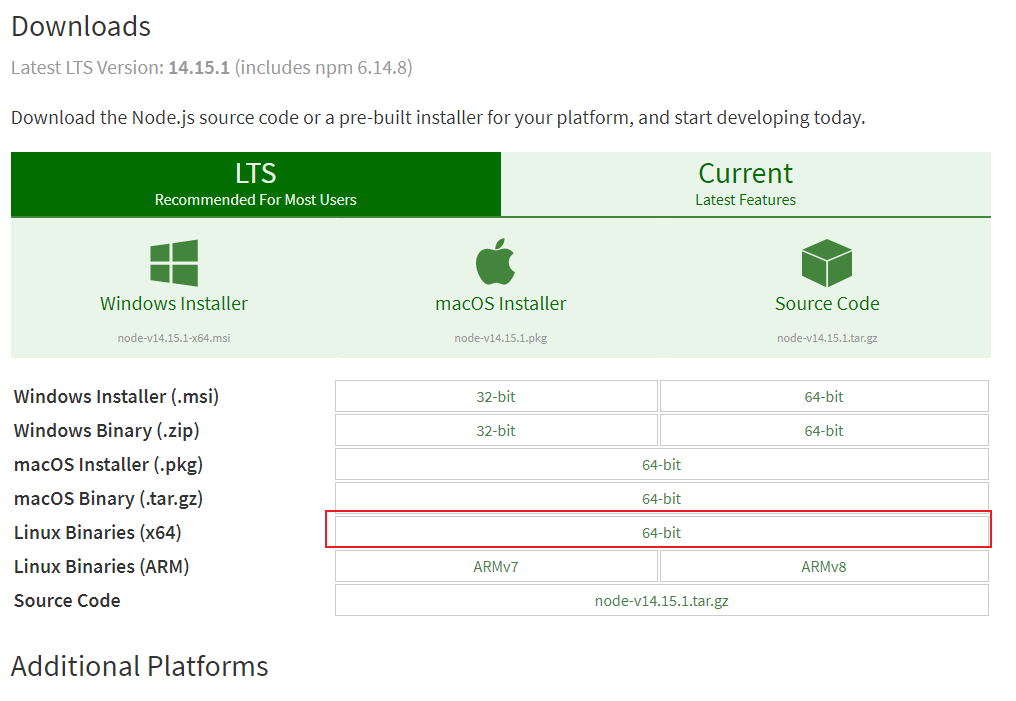 Downloads
Latest LTS Version: 14.15.1 (includes npm 6.14.8)
Download the Node.js source code or a pre-built installer for your platform, and start developing today.
LTS
Recommended For Most Users
Current
Latest Features
Windows Installer
node-v14.15.1-x64.msi
macOS Installer
node-v14.15.1.pkg
Source Code
node-v14.15.1.tar.gz
Windows Installer (.msi) 32-bit 64-bit
Windows Binary (.zip) 32-bit 64-bit
macOS Installer (.pkg) 64-bit
macOS Binary (.tar.gz) 64-bit
Linux Binaries (x64) 64-bit
Linux Binaries (ARM) ARMv7 ARMv8
Source Code node-v14.15.1.tar.gz
Additional Platforms